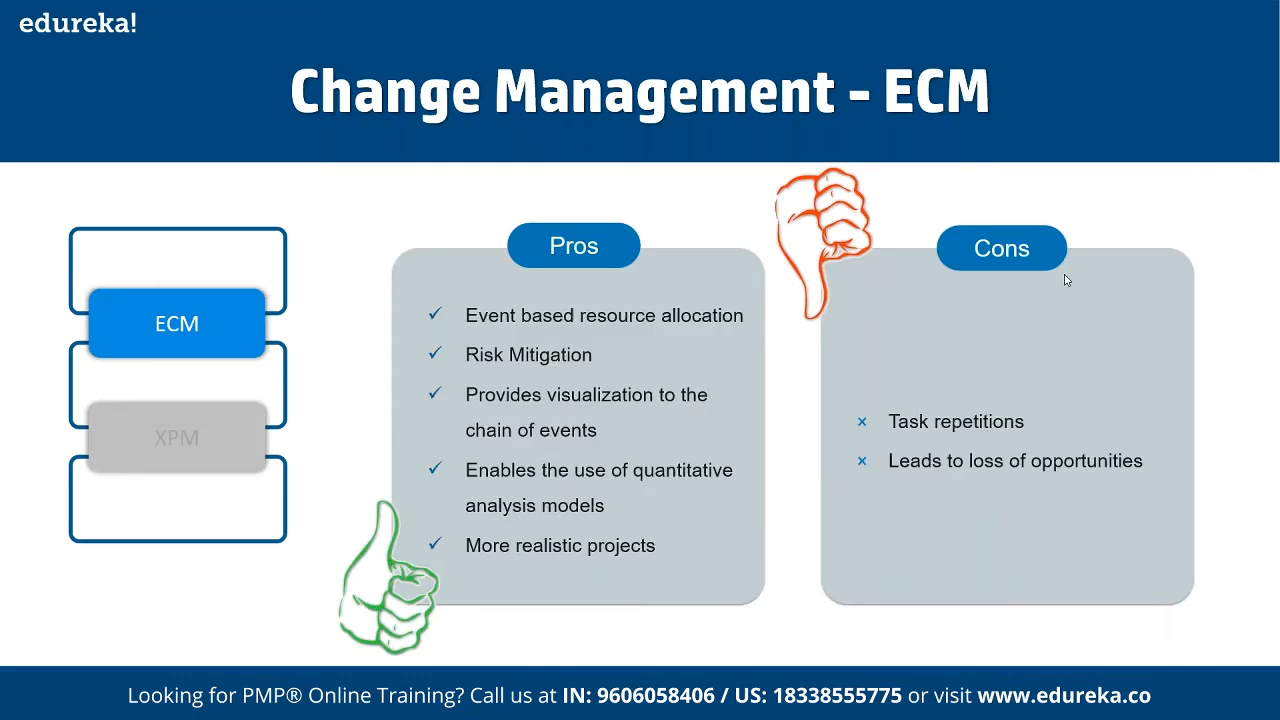 edureka!
Change Management - ECM
ECM
XPM
Pros
✓ Event based resource allocation
✓ Risk Mitigation
✓ Provides visualization to the
chain of events
✓ Enables the use of quantitative
analysis models
✓ More realistic projects
Cons
× Task repetitions
× Leads to loss of opportunities
Looking for PMP® Online Training? Call us at IN: 9606058406 / US: 18338555775 or visit www.edureka.co